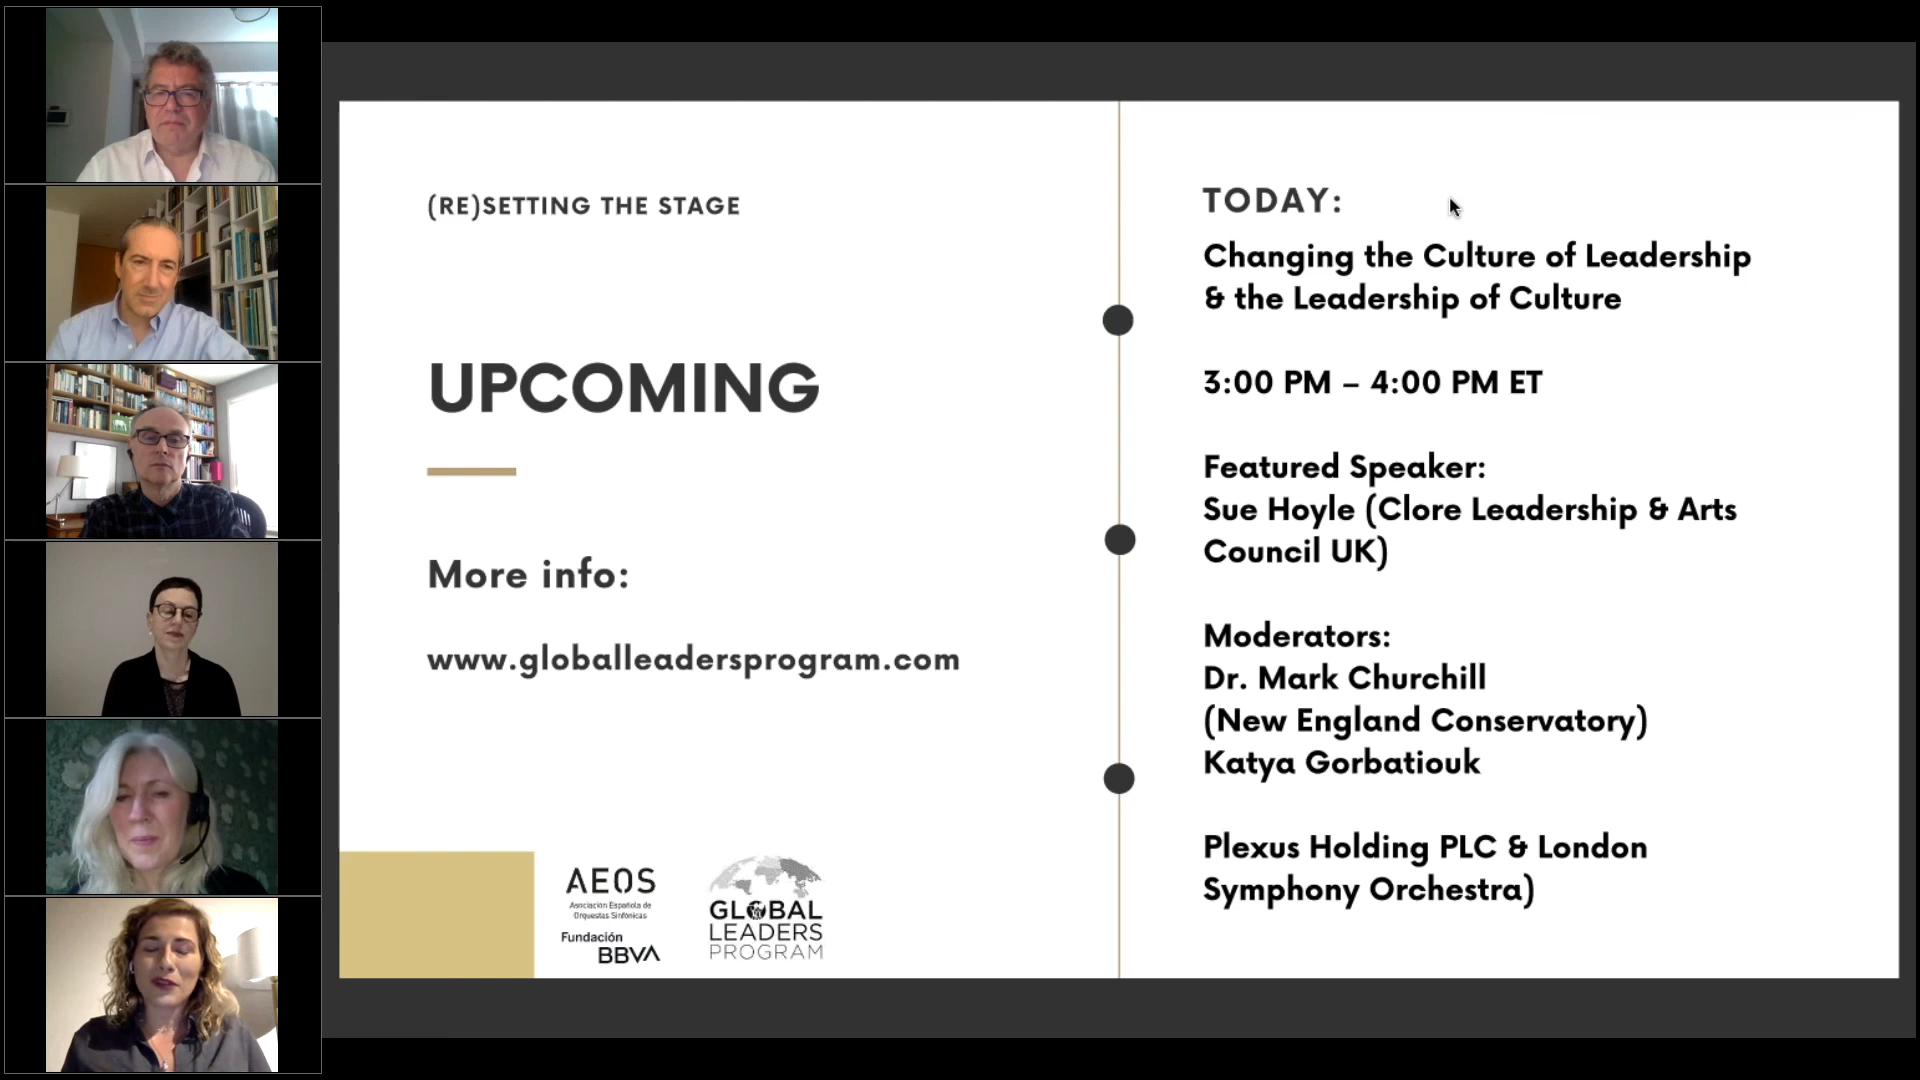 (RE)SETTING THE STAGE
UPCOMING
More info:
www.globalleadersprogram.com
AEOS
Asociación Española de
Orquestas Sinfónicas
Fundación
BBVA
GLOBAL
LEADERS
PROGRAM
TODAY:
Changing the Culture of Leadership
& the Leadership of Culture
3:00 PM – 4:00 PM ET
Featured Speaker:
Sue Hoyle (Clore Leadership & Arts
Council UK)
Moderators:
Dr. Mark Churchill
(New England Conservatory)
Katya Gorbatiouk
Plexus Holding PLC & London
Symphony Orchestra)